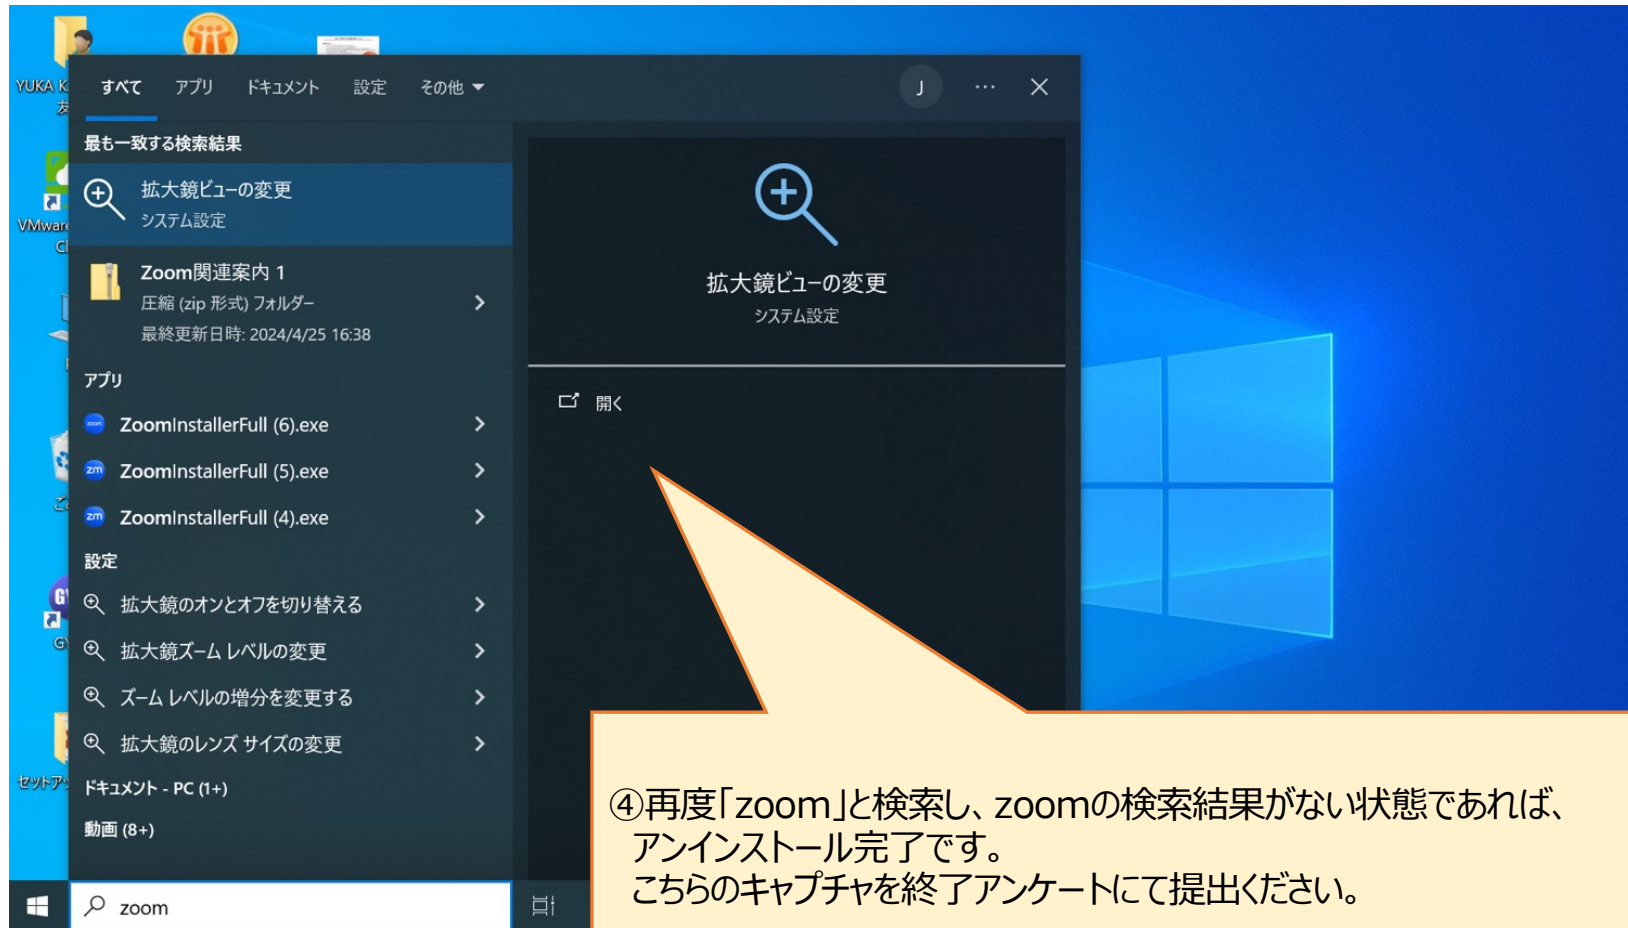 YUKA K
友
すべて アプリ ドキュメント 設定 その他
J
最も一致する検索結果
拡大鏡ビューの変更
システム設定
VMware
Cl
Zoom関連案内 1
圧縮 (zip 形式) フォルダー
最終更新日時: 2024/4/25 16:38
アプリ
zoom
ZoomInstallerFull (6).exe
zm
ZoomInstallerFull (5).exe
zm
ZoomInstallerFull (4).exe
設定
拡大鏡のオンとオフを切り替える
拡大鏡ズーム レベルの変更
ズーム レベルの増分を変更する
拡大鏡のレンズ サイズの変更
セットアッ
ドキュメント - PC (1+)
動画 (8+)
zoom
拡大鏡ビューの変更
システム設定
開く
④再度「zoom」と検索し、zoomの検索結果がない状態であれば、
アンインストール完了です。
こちらのキャプチャを終了アンケートにて提出ください。